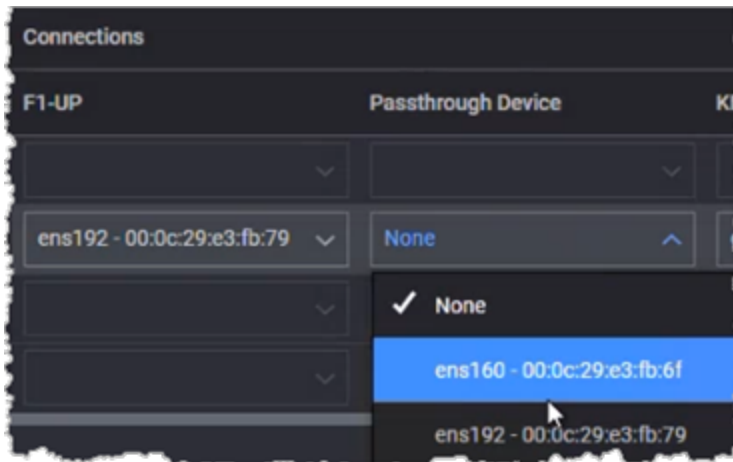 Connections
F1-UP Passthrough Device
ens192 - 00:0c:29:e3:fb:79 None
None
ens160 - 00:0c:29:e3:fb:6f
ens192 - 00:0c:29:e3:fb:79